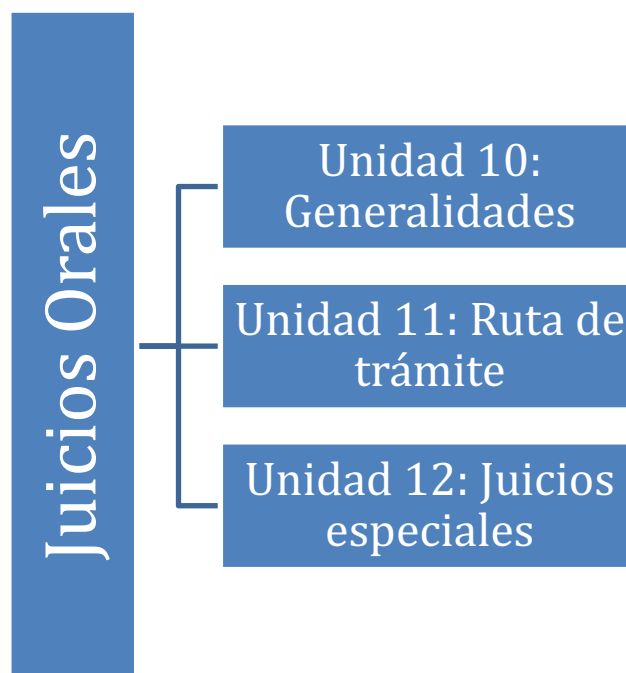 Juicios Orales
Unidad 10:
Generalidades
Unidad 11: Ruta de
trámite
Unidad 12: Juicios
especiales